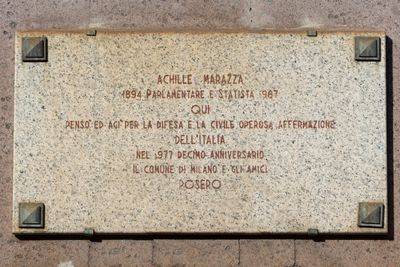 ACHILLE MARAZZA
1894 PARLAMENTARE E STATISTA 1967
QUI
PENSÒ ED AGÌ PER LA DIFESA E LA CIVILE OPEROSA AFFERMAZIONE
DELL'ITALIA
NEL 1977 DECIMO ANNIVERSARIO
IL COMUNE DI MILANO E GLI AMICI
POSERO